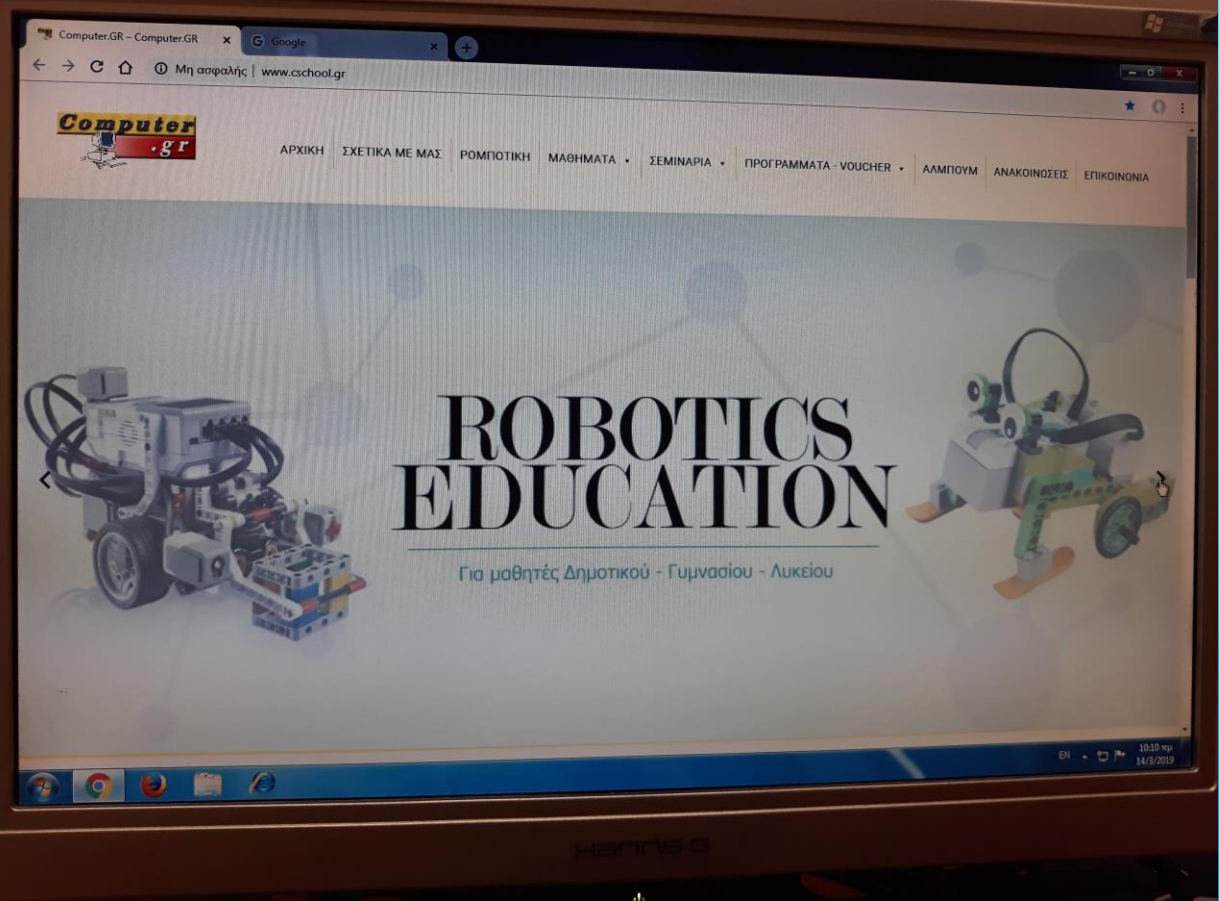 Computer.GR – Computer.GR
Google
Μη ασφαλής | www.cschool.gr
Computer
.gr
ΑΡΧΙΚΗ ΣΧΕΤΙΚΑ ΜΕ ΜΑΣ ΡΟΜΠΟΤΙΚΗ ΜΑΘΗΜΑΤΑ ΣΕΜΙΝΑΡΙΑ ΠΡΟΓΡΑΜΜΑΤΑ - VOUCHER ΑΛΜΠΟΥΜ ΑΝΑΚΟΙΝΩΣΕΙΣ ΕΠΙΚΟΙΝΩΝΙΑ
ROBOTICS
EDUCATION
Για μαθητές Δημοτικού - Γυμνασίου - Λυκείου
EN
10:10 πμ
14/3/2019
HANNS·G